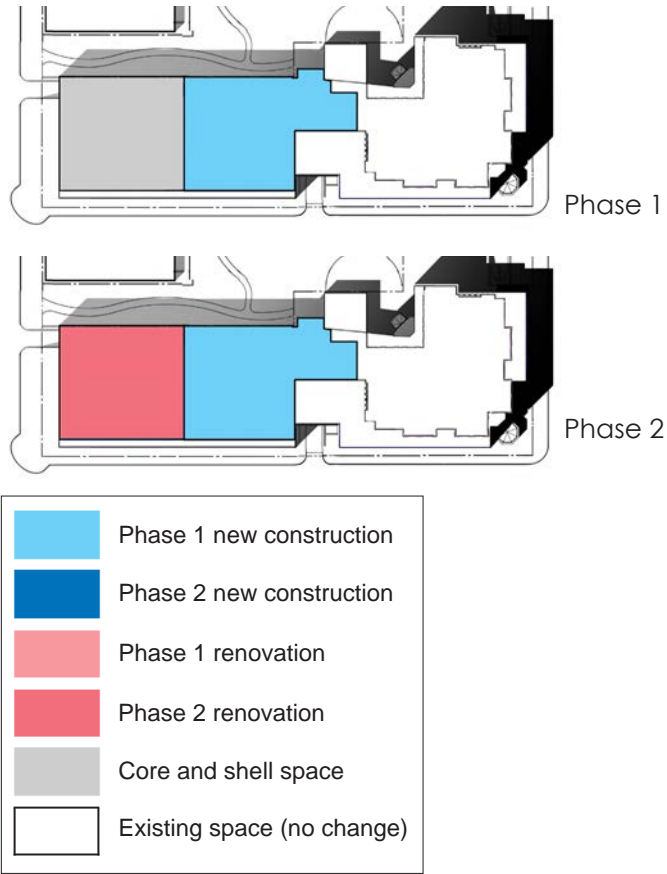 Phase 1
Phase 2
Phase 1 new construction
Phase 2 new construction
Phase 1 renovation
Phase 2 renovation
Core and shell space
Existing space (no change)